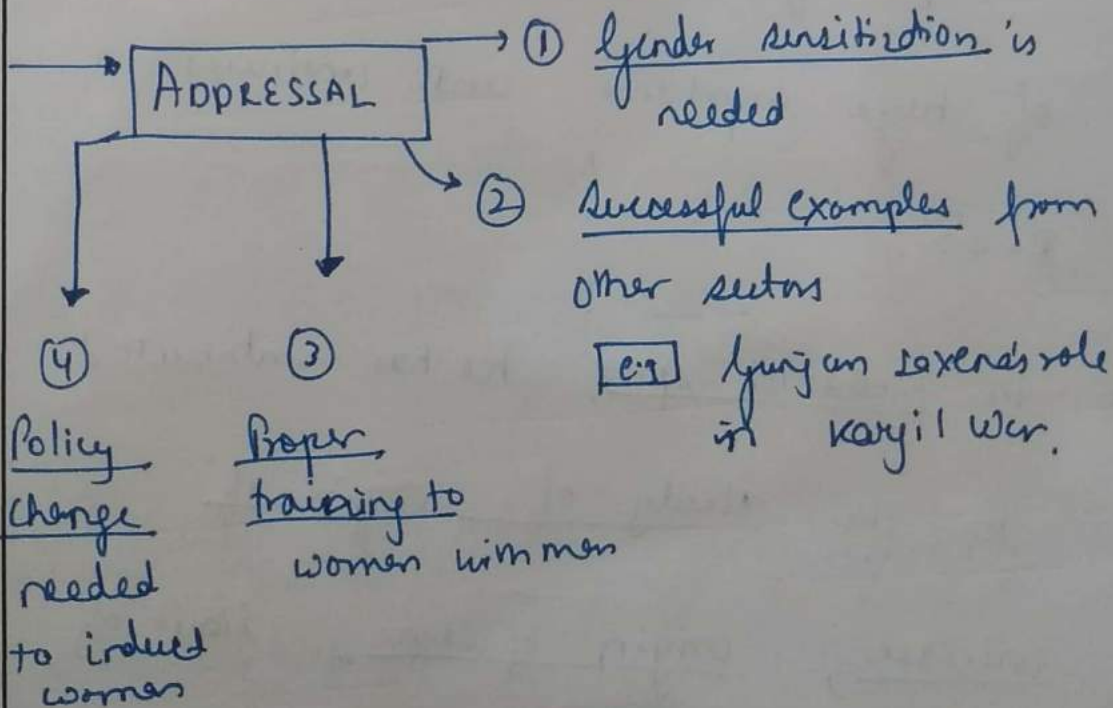 ADDRESSAL
① Gender sensitization is
needed
② Successful examples from
other sectors
e.g Gunjan Saxena's role
in Kargil War.
③
Proper
training to
women with men
④
Policy
change
needed
to induct
women